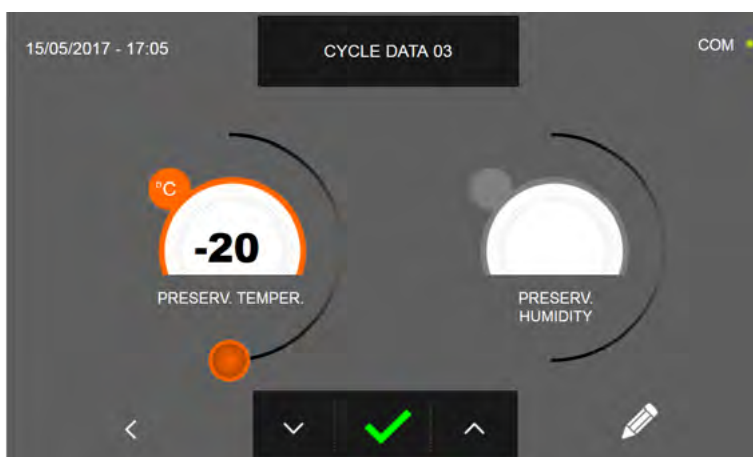 15/05/2017 - 17:05
CYCLE DATA 03
COM
°C
-20
PRESERV. TEMPER.
PRESERV.
HUMIDITY